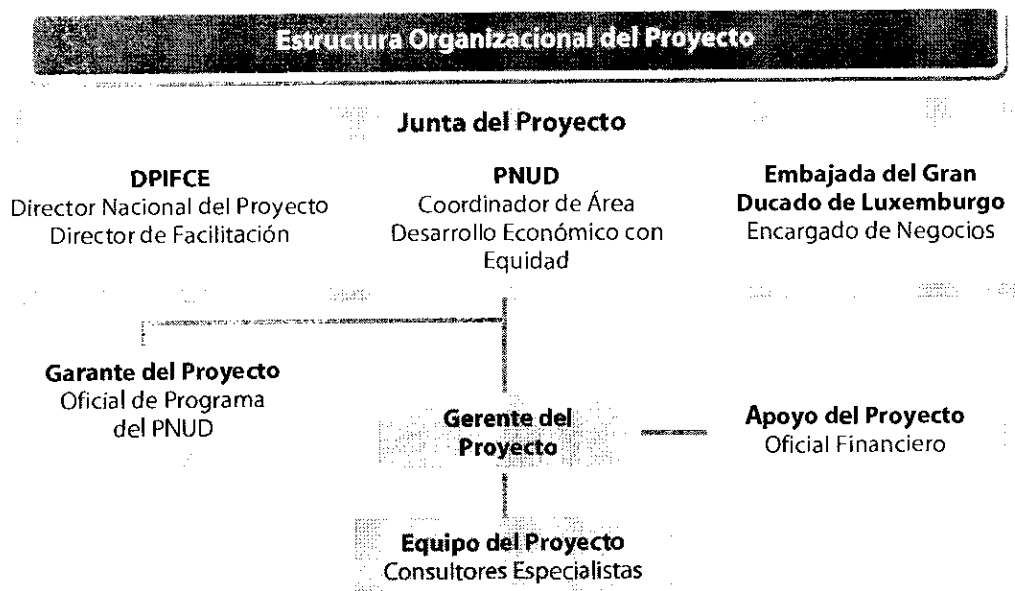 Estructura Organizacional del Proyecto
Junta del Proyecto
DPIFCE
Director Nacional del Proyecto
Director de Facilitación
PNUD
Coordinador de Área
Desarrollo Económico con
Equidad
Embajada del Gran
Ducado de Luxemburgo
Encargado de Negocios
Garante del Proyecto
Oficial de Programa
del PNUD
Gerente del
Proyecto
Apoyo del Proyecto
Oficial Financiero
Equipo del Proyecto
Consultores Especialistas